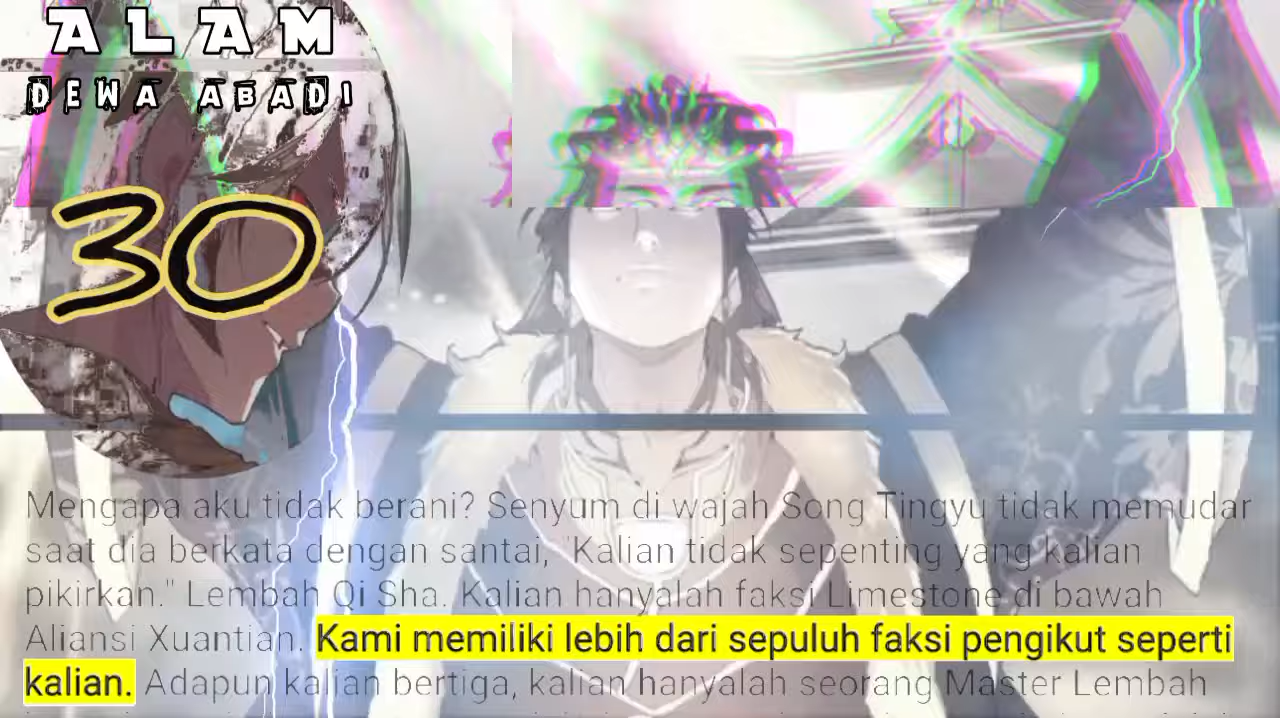 ALAM
DEWA ABADI
30
Mengapa aku tidak berani? Senyum di wajah Song Tingyu tidak memudar
saat dia berkata dengan santai, "Kalian tidak sepenting yang kalian
pikirkan." Lembah Qi Sha. Kalian hanyalah faksi Limestone di bawah
Aliansi Xuantian. Kami memiliki lebih dari sepuluh faksi pengikut seperti
kalian. Adapun kalian bertiga, kalian hanyalah seorang Master Lembah